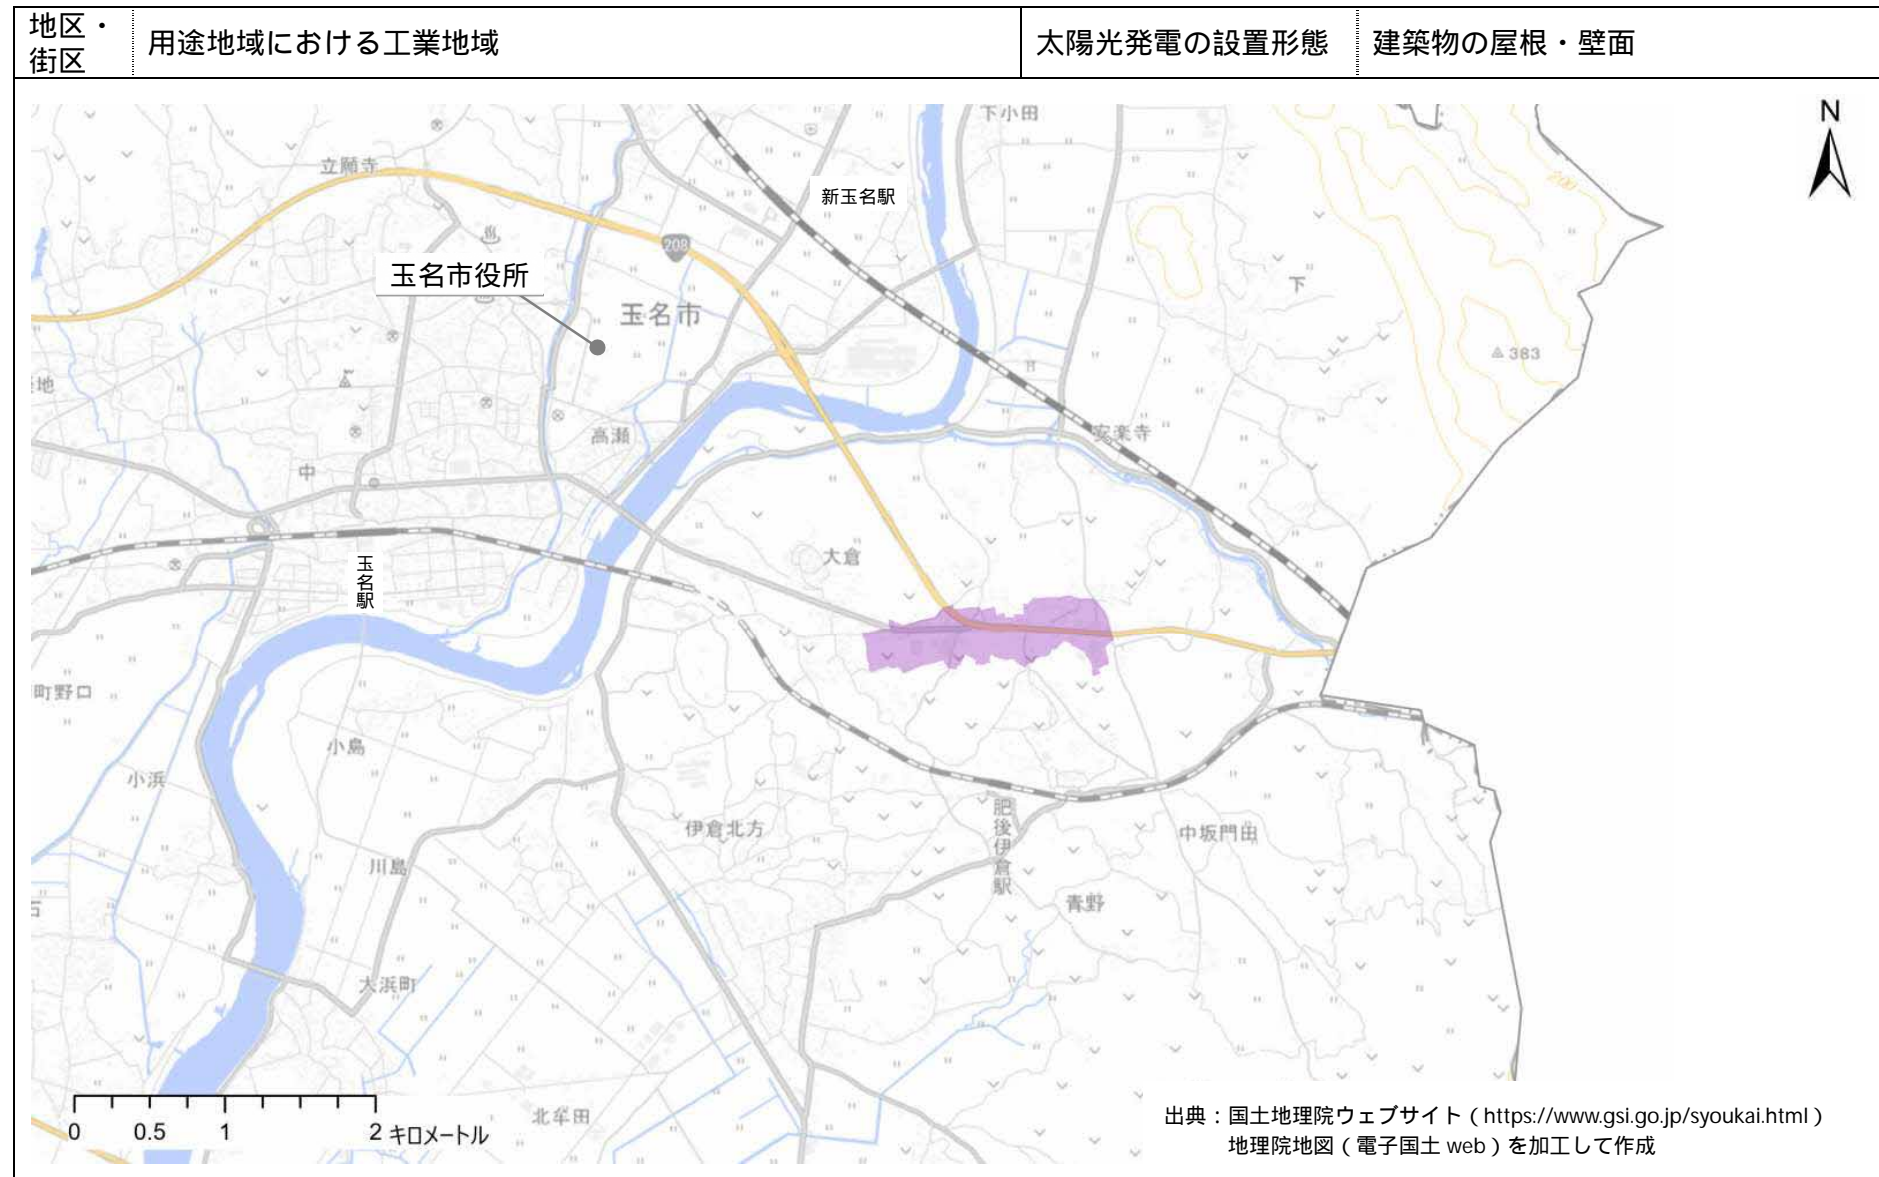 地区・
街区
用途地域における工業地域
太陽光発電の設置形態
建築物の屋根・壁面
N
下小田
立願寺
新玉名駅
200
208
玉名市役所
下
玉名市
383
地
高瀬
安楽寺
中
大倉
玉名駅
町野口
小島
小浜
伊倉北方
肥後伊倉駅
中坂門田
川島
青野
大浜町
北牟田
0 0.5 1 2 キロメートル
出典：国土地理院ウェブサイト（https://www.gsi.go.jp/syoukai.html）
地理院地図（電子国土 web）を加工して作成